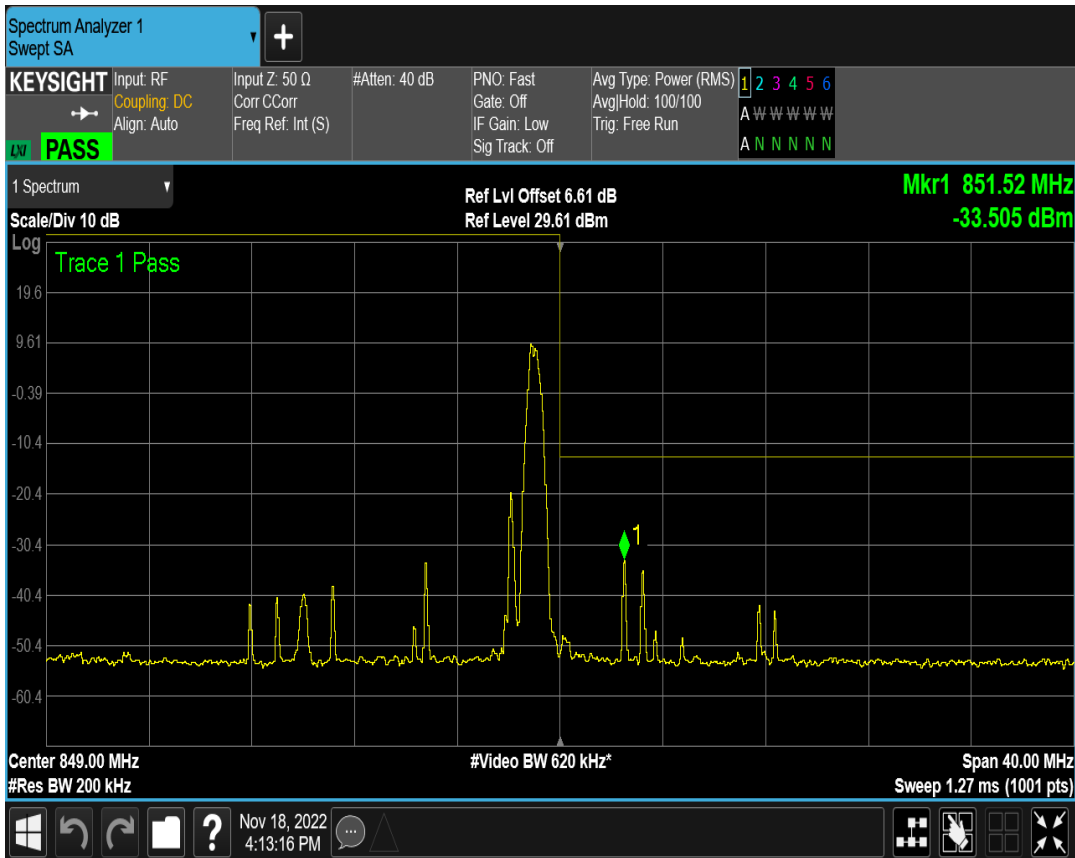 Spectrum Analyzer 1
Swept SA
+
KEYSIGHT
LXI
PASS
Input: RF
Coupling: DC
Align: Auto
Input Z: 50 Ω
Corr CCorr
Freq Ref: Int (S)
#Atten: 40 dB
PNO: Fast
Gate: Off
IF Gain: Low
Sig Track: Off
Avg Type: Power (RMS)
Avg|Hold: 100/100
Trig: Free Run
1 2 3 4 5 6
A W W W W W
A N N N N N
1 Spectrum
Scale/Div 10 dB
Ref Lvl Offset 6.61 dB
Ref Level 29.61 dBm
Mkr1 851.52 MHz
-33.505 dBm
Log
Trace 1 Pass
19.6
9.61
-0.39
-10.4
-20.4
-30.4
-40.4
-50.4
-60.4
1
Center 849.00 MHz
#Res BW 200 kHz
#Video BW 620 kHz*
Span 40.00 MHz
Sweep 1.27 ms (1001 pts)
?
Nov 18, 2022
4:13:16 PM